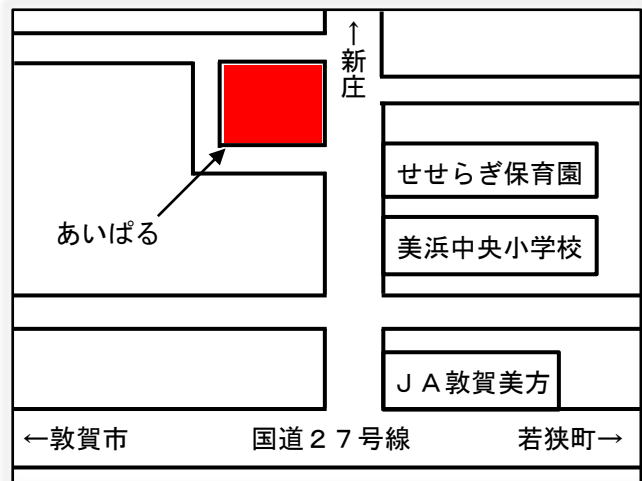 ↑新庄
せせらぎ保育園
あいぱる
美浜中央小学校
ＪＡ敦賀美方
←敦賀市　国道２７号線　若狭町→